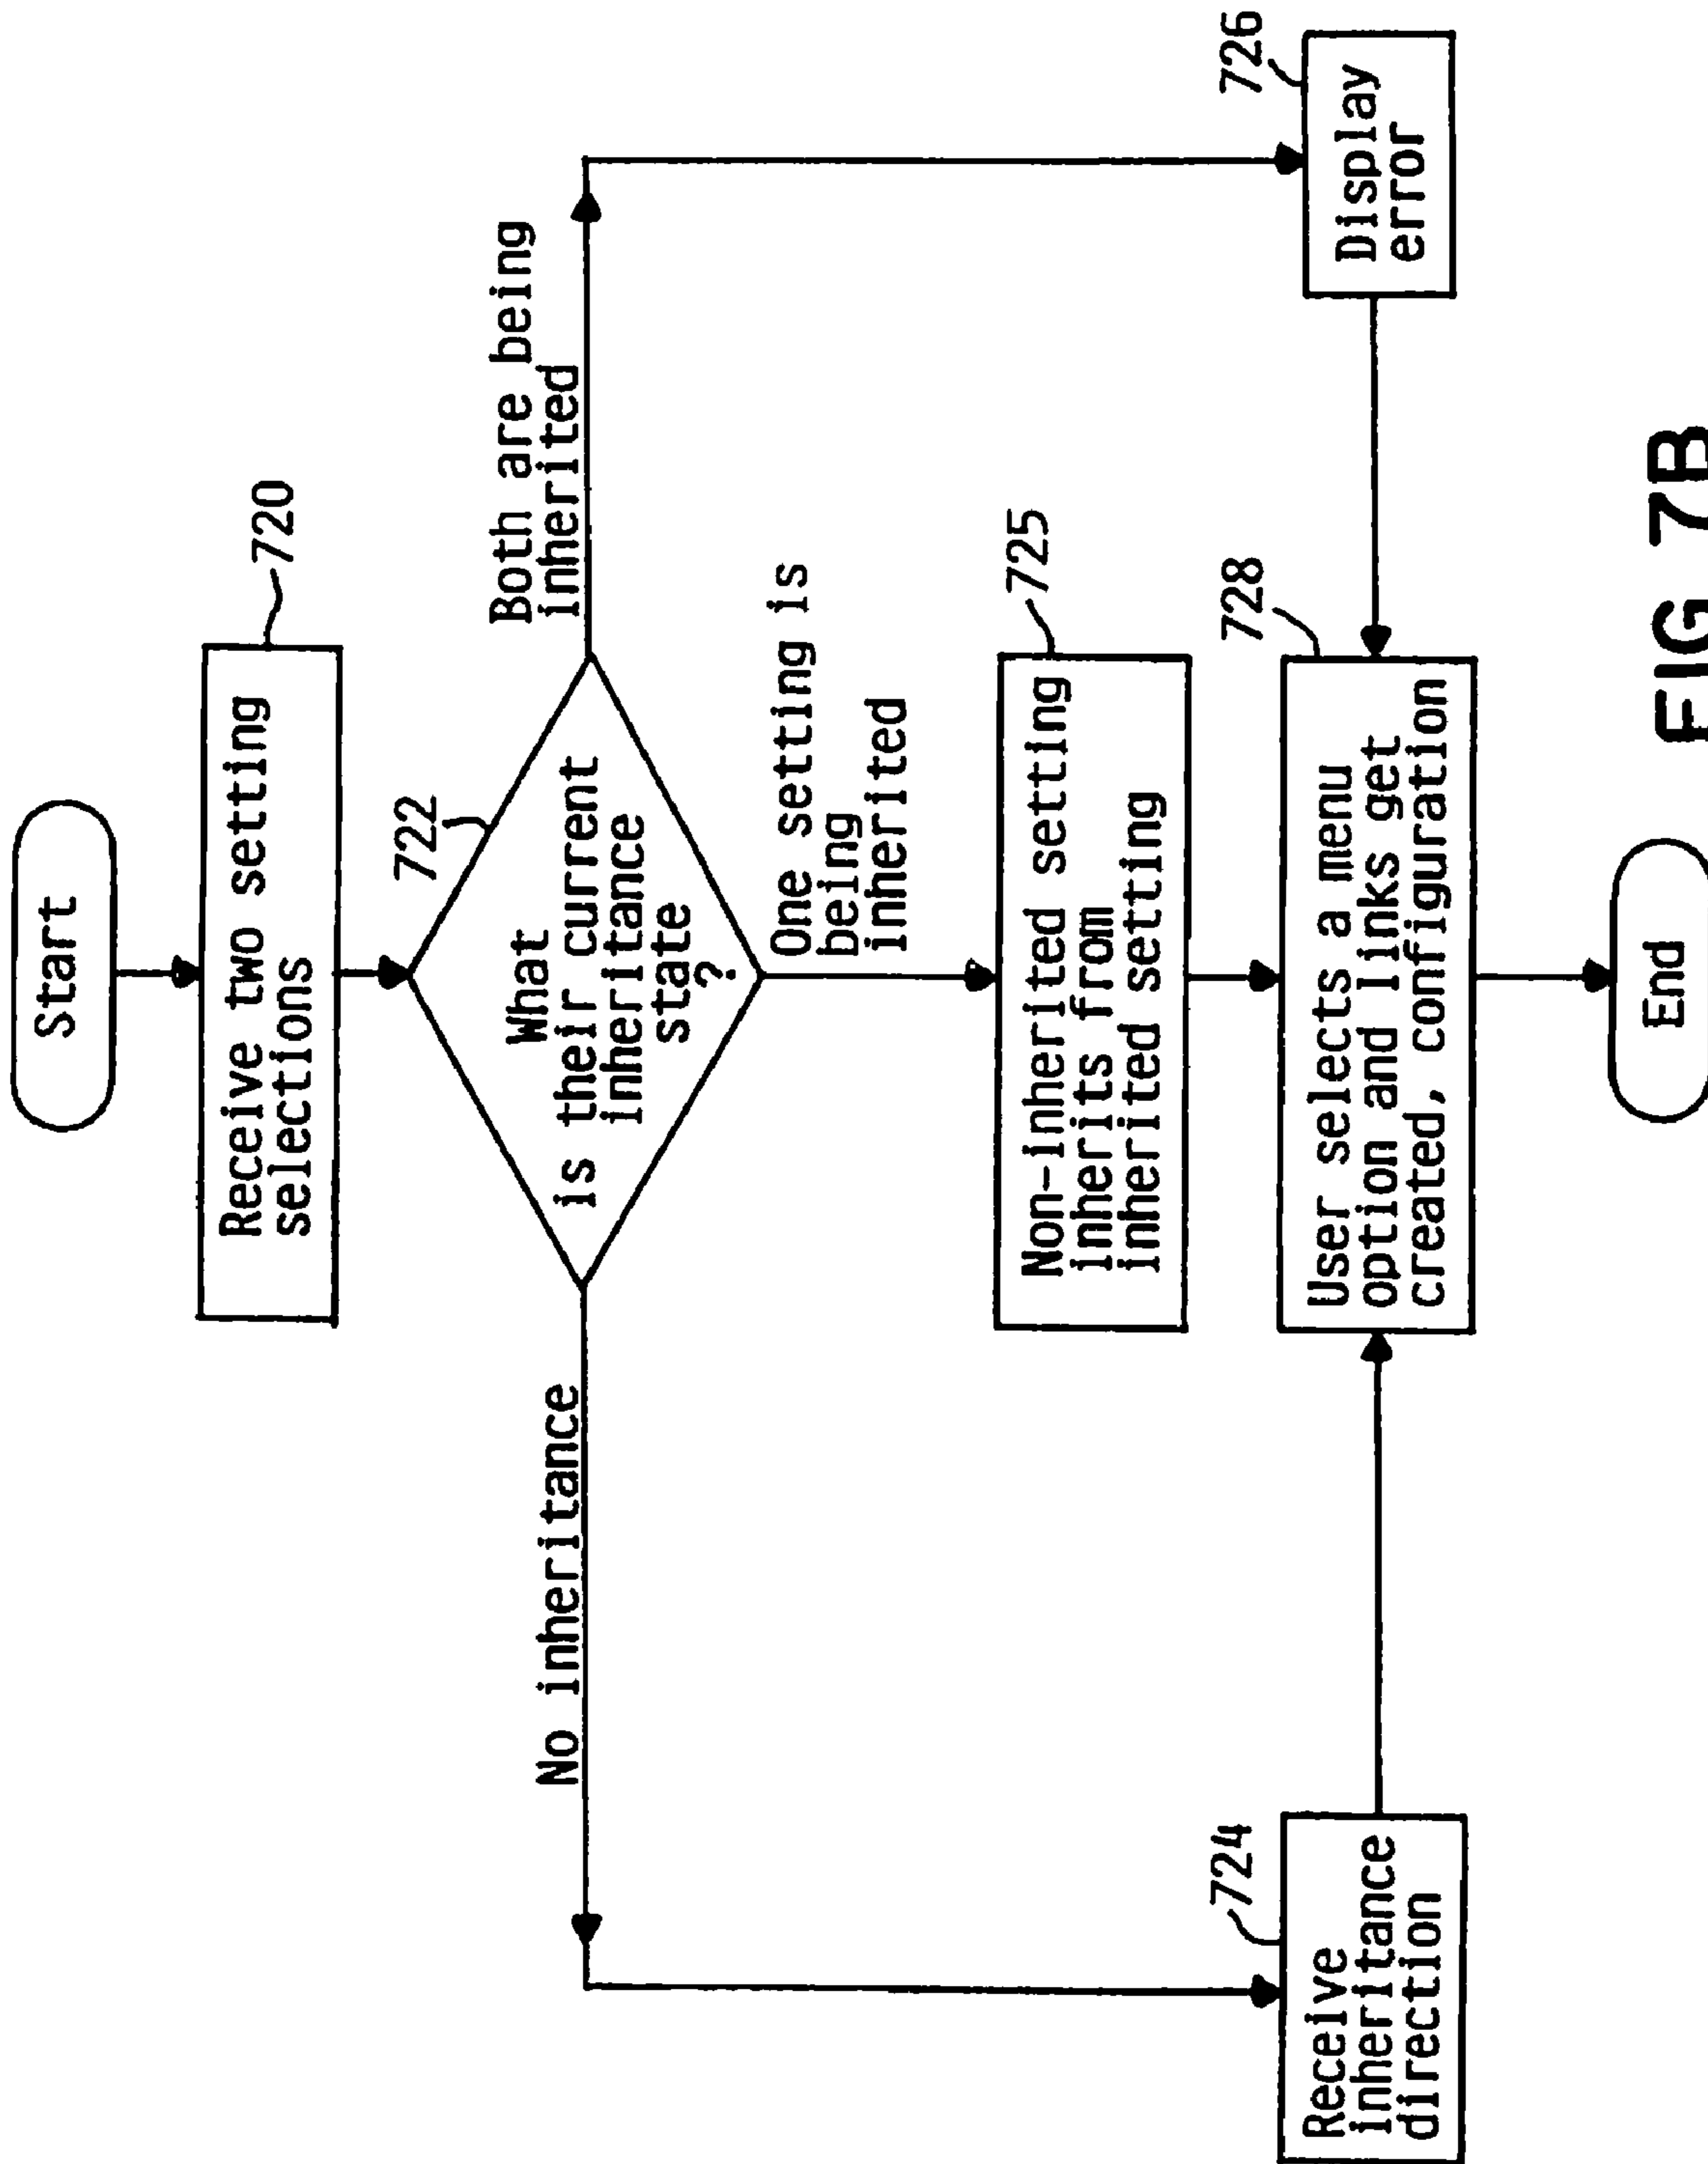 Start
Receive two setting
selections
720
722
What
is their current
inheritance
state
?
No inheritance
Both are being
inherited
One setting is
being
inherited
Non-inherited setting
inherits from
inherited setting
725
Receive
inheritance
direction
724
User selects a menu
option and links get
created, configuration
728
Display
error
726
End
FIG 7B